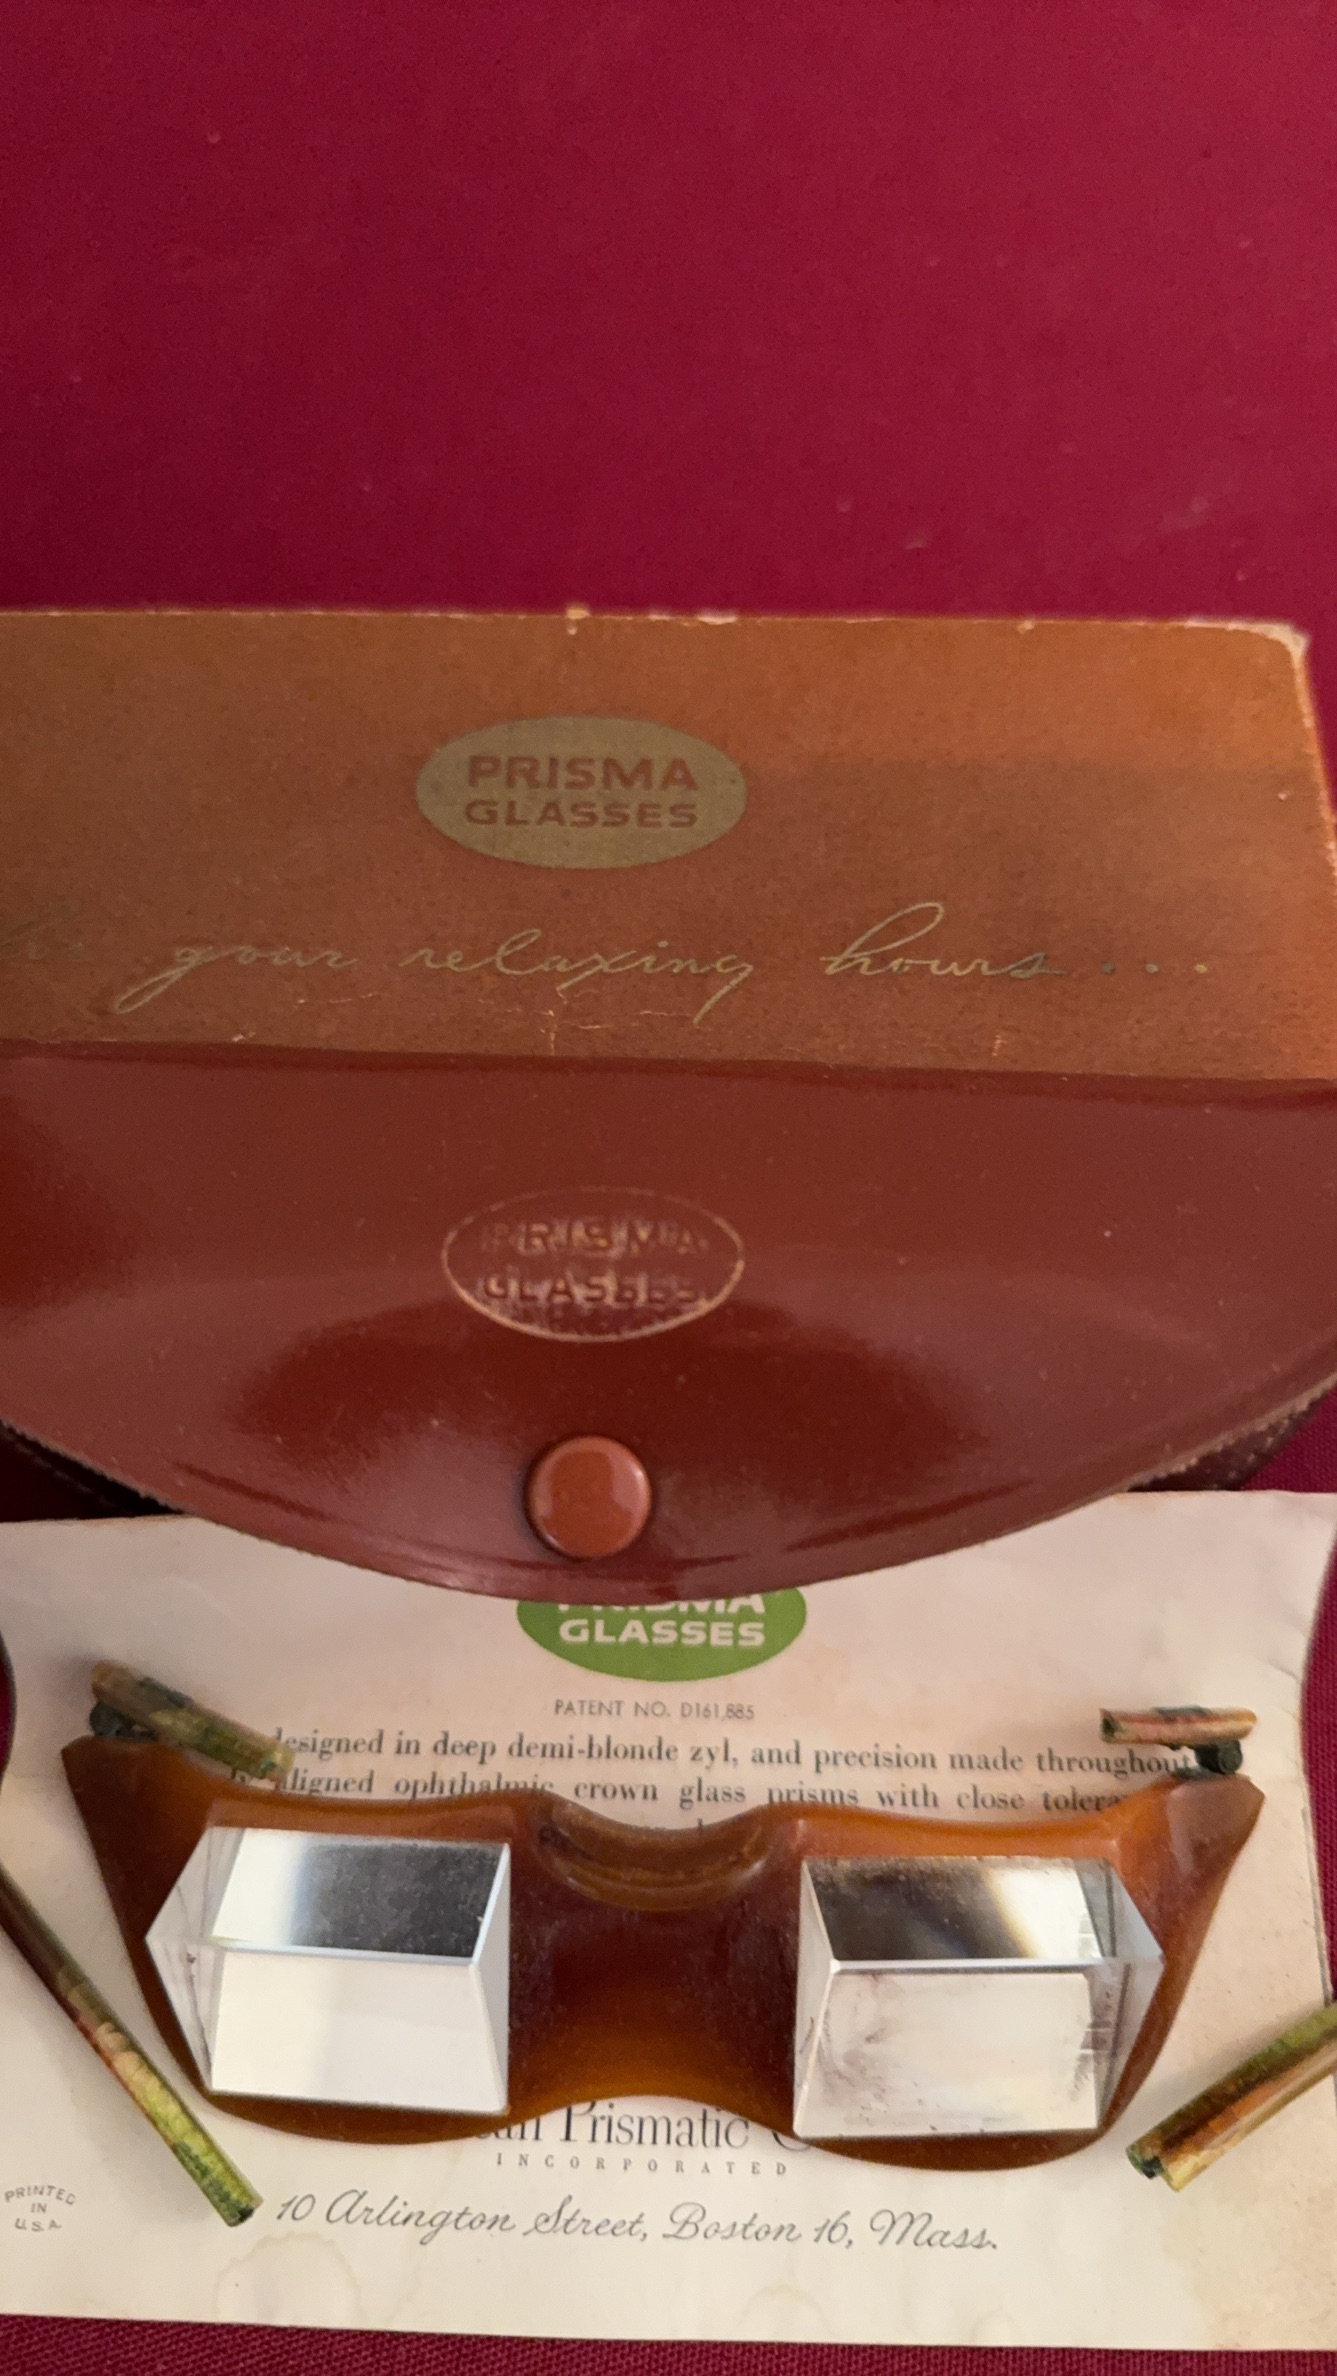 PRISMA
GLASSES
your relaxing hours...
PRISMA
GLASSES
PRISMA
GLASSES
PATENT NO. D161,885
designed in deep demi-blonde zyl, and precision made throughout
aligned ophthalmic crown glass prisms with close
Prismatic
INCORPORATED
10 Arlington Street, Boston 16, Mass.
PRINTED
IN
U.S.A.